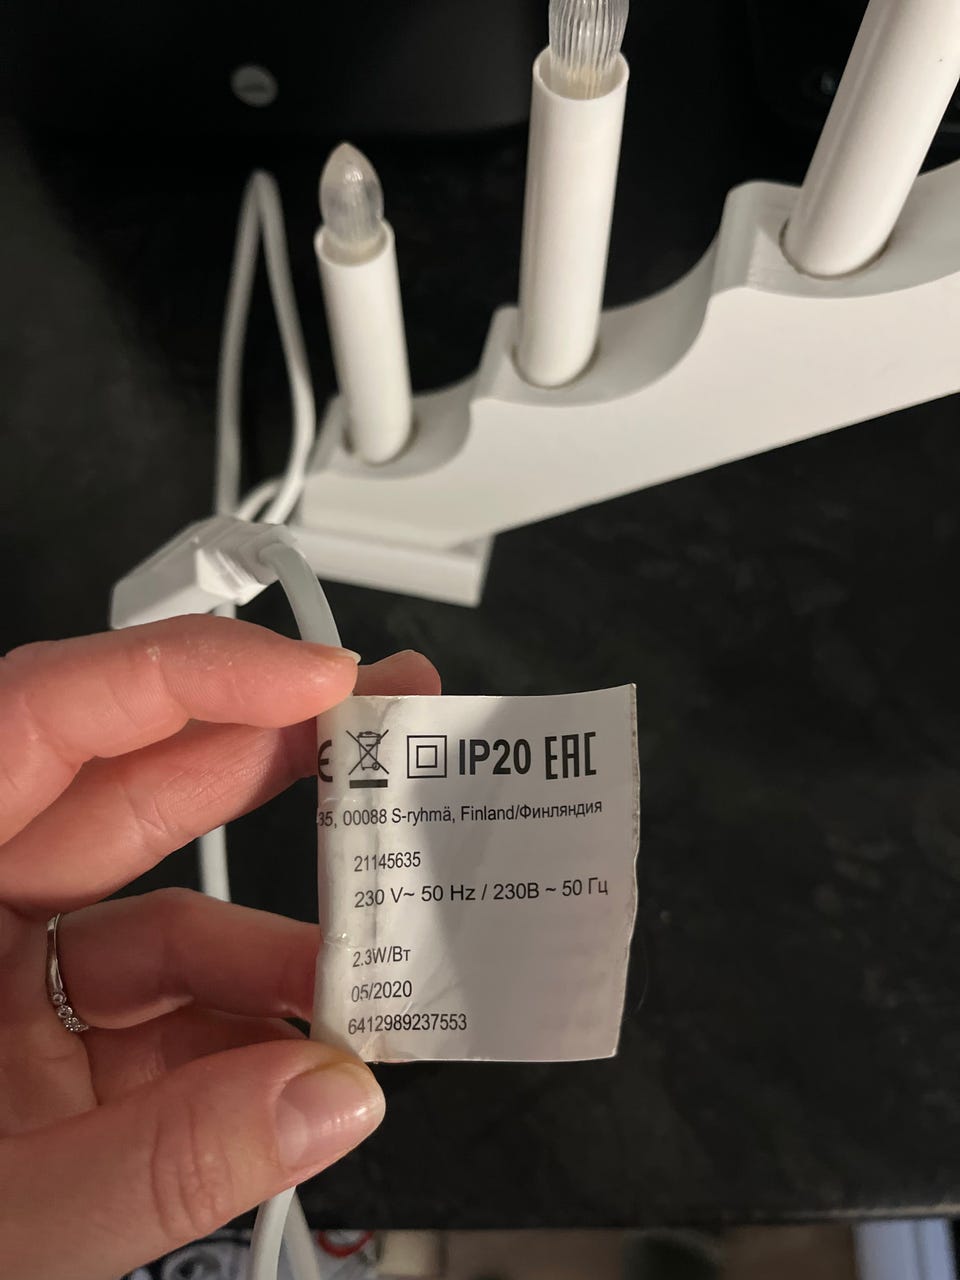 IP20 EAC
35, 00088 S-ryhmä, Finland/Финляндия
21145635
230 V~ 50 Hz / 230В ~ 50 Гц
2.3W/Вт
05/2020
6412989237553